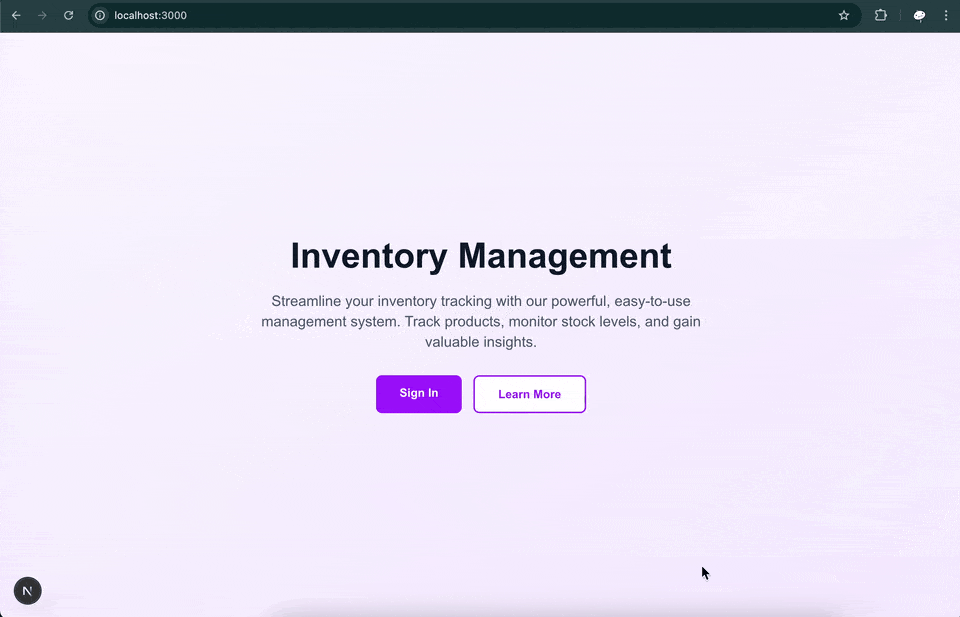 localhost:3000
Inventory Management
Streamline your inventory tracking with our powerful, easy-to-use
management system. Track products, monitor stock levels, and gain
valuable insights.
Sign In
Learn More
N